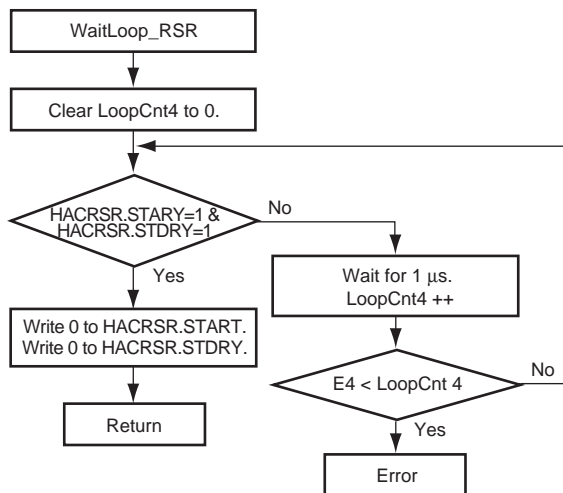 WaitLoop_RSR
Clear LoopCnt4 to 0.
HACRSR.STARY=1 &
HACRSR.STDRY=1
No
Yes
Wait for 1 µs.
LoopCnt4 ++
Write 0 to HACRSR.START.
Write 0 to HACRSR.STDRY.
E4 < LoopCnt 4
No
Return
Yes
Error